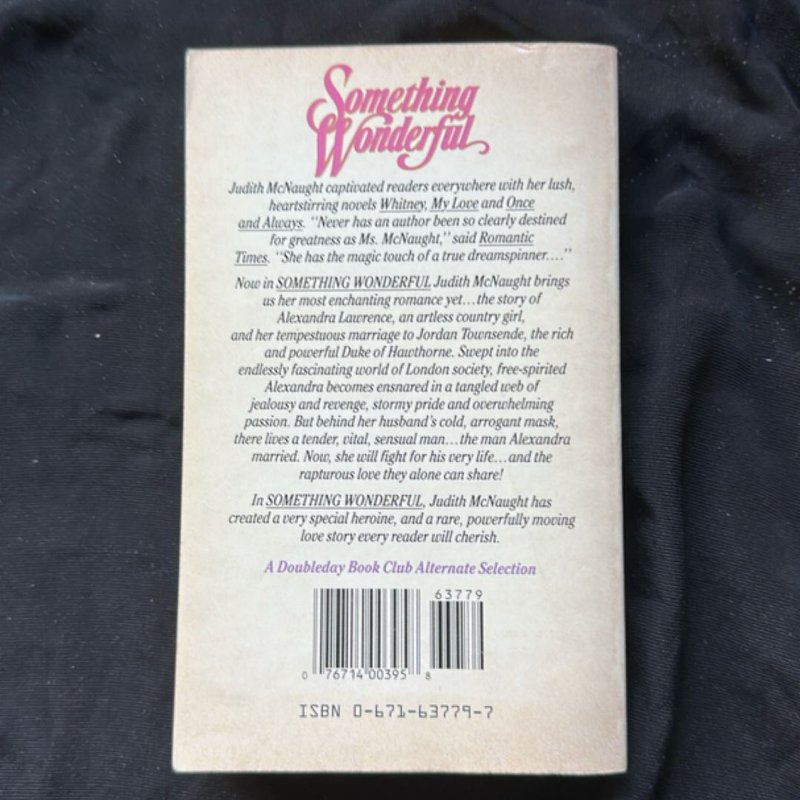 Something
Wonderful
Judith McNaught captivated readers everywhere with her lush,
heartstirring novels Whitney, My Love and Once
and Always. "Never has an author been so clearly destined
for greatness as Ms. McNaught," said Romantic
Times. "She has the magic touch of a true dreamspinner...."
Now in SOMETHING WONDERFUL Judith McNaught brings
us her most enchanting romance yet...the story of
Alexandra Lawrence, an artless country girl,
and her tempestuous marriage to Jordan Townsende, the rich
and powerful Duke of Hawthorne. Swept into the
endlessly fascinating world of London society, free-spirited
Alexandra becomes ensnared in a tangled web of
jealousy and revenge, stormy pride and overwhelming
passion. But behind her husband's cold, arrogant mask,
there lives a tender, vital, sensual man...the man Alexandra
married. Now, she will fight for his very life...and the
rapturous love they alone can share!
In SOMETHING WONDERFUL, Judith McNaught has
created a very special heroine, and a rare, powerfully moving
love story every reader will cherish.
A Doubleday Book Club Alternate Selection
63779
0 76714 00395 8
ISBN 0-671-63779-7